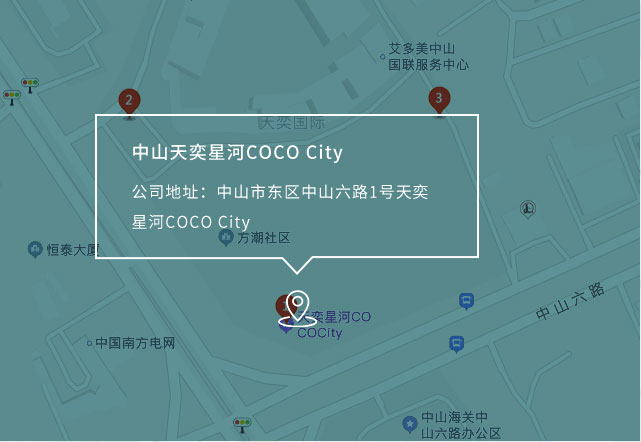 艾多美中山
国联服务中心
2
3
天奕国际
中山天奕星河COCO City
公司地址：中山市东区中山六路1号天奕
星河COCO City
方潮社区
恒泰大厦
天奕星河CO
COCity
中山六路
中国南方电网
中山海关中
山六路办公区